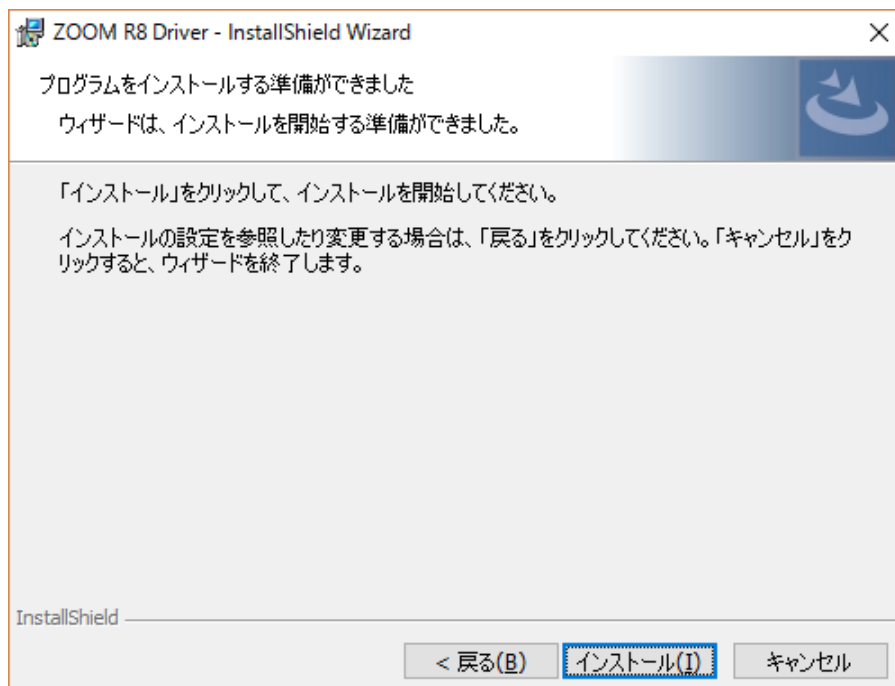 ZOOM R8 Driver - InstallShield Wizard
プログラムをインストールする準備ができました
ウィザードは、インストールを開始する準備ができました。
「インストール」をクリックして、インストールを開始してください。
インストールの設定を参照したり変更する場合は、「戻る」をクリックしてください。「キャンセル」をク
リックすると、ウィザードを終了します。
InstallShield
< 戻る(B)
インストール(I)
キャンセル